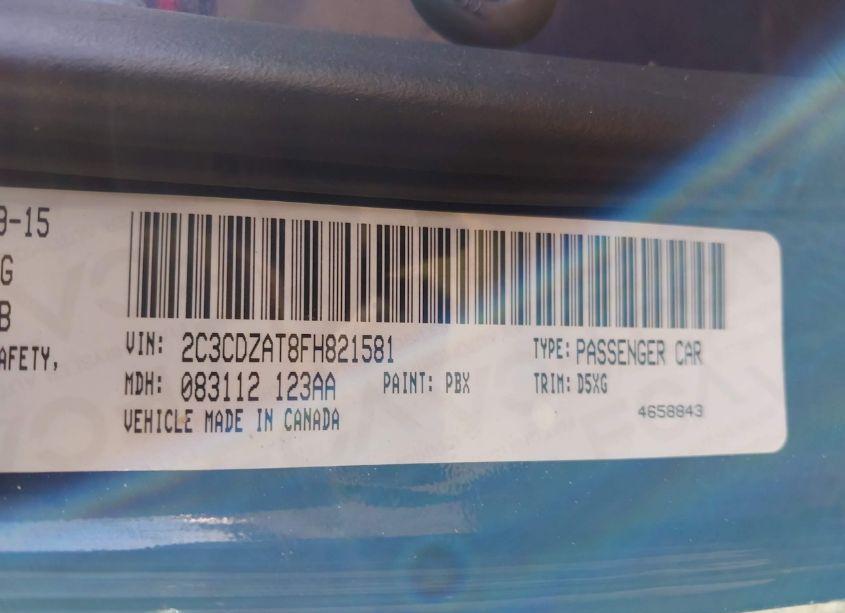 8-15
G
B
AFETY,
VIN: 2C3CDZAT8FH821581 TYPE: PASSENGER CAR
MDH: 083112 123AA PAINT: PBX TRIM: D5XG
VEHICLE MADE IN CANADA 4658843